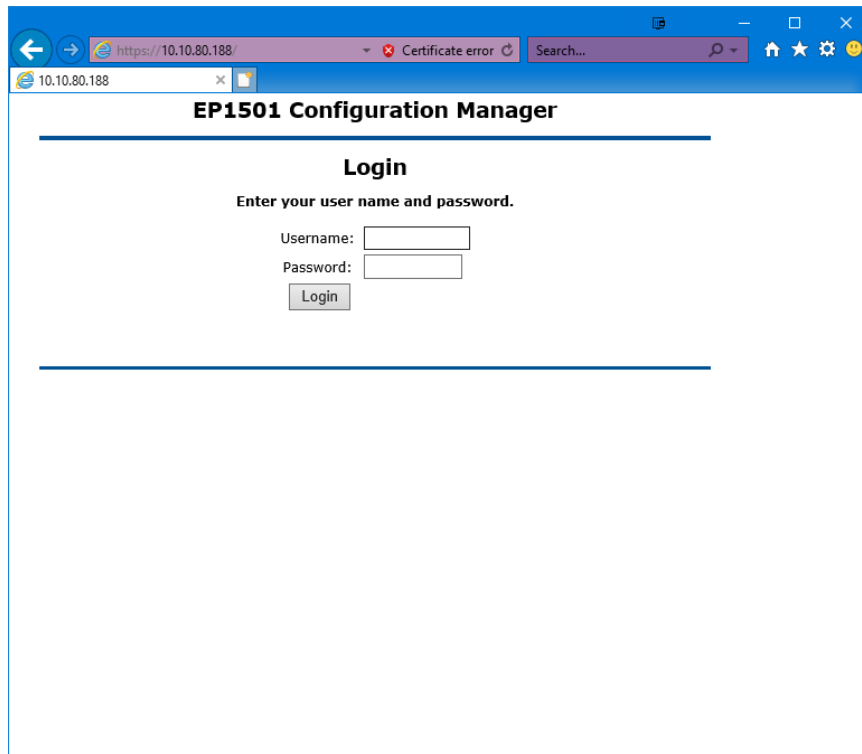 https://10.10.80.188/
Certificate error
Search...
10.10.80.188
EP1501 Configuration Manager
Login
Enter your user name and password.
Username:
Password:
Login